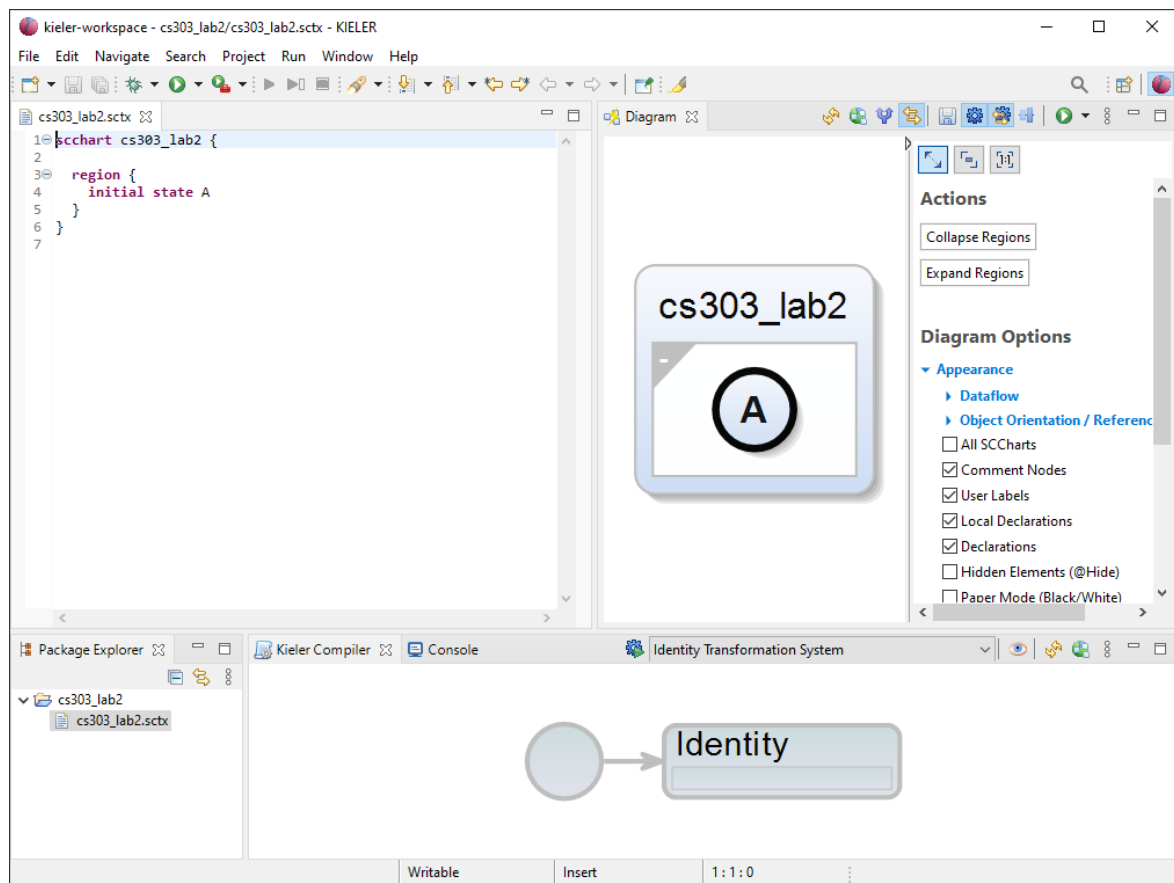 kieler-workspace - cs303_lab2/cs303_lab2.sctx - KIELER
File Edit Navigate Search Project Run Window Help
cs303_lab2.sctx
1 scchart cs303_lab2 {
2
3 region {
4 initial state A
5 }
6 }
7
Diagram
cs303_lab2
-
A
Actions
Collapse Regions
Expand Regions
Diagram Options
Appearance
Dataflow
Object Orientation / Referenc
All SCCharts
Comment Nodes
User Labels
Local Declarations
Declarations
Hidden Elements (@Hide)
Paper Mode (Black/White)
Package Explorer
cs303_lab2
cs303_lab2.sctx
Kieler Compiler
Console
Identity Transformation System
Identity
Writable
Insert
1 : 1 : 0